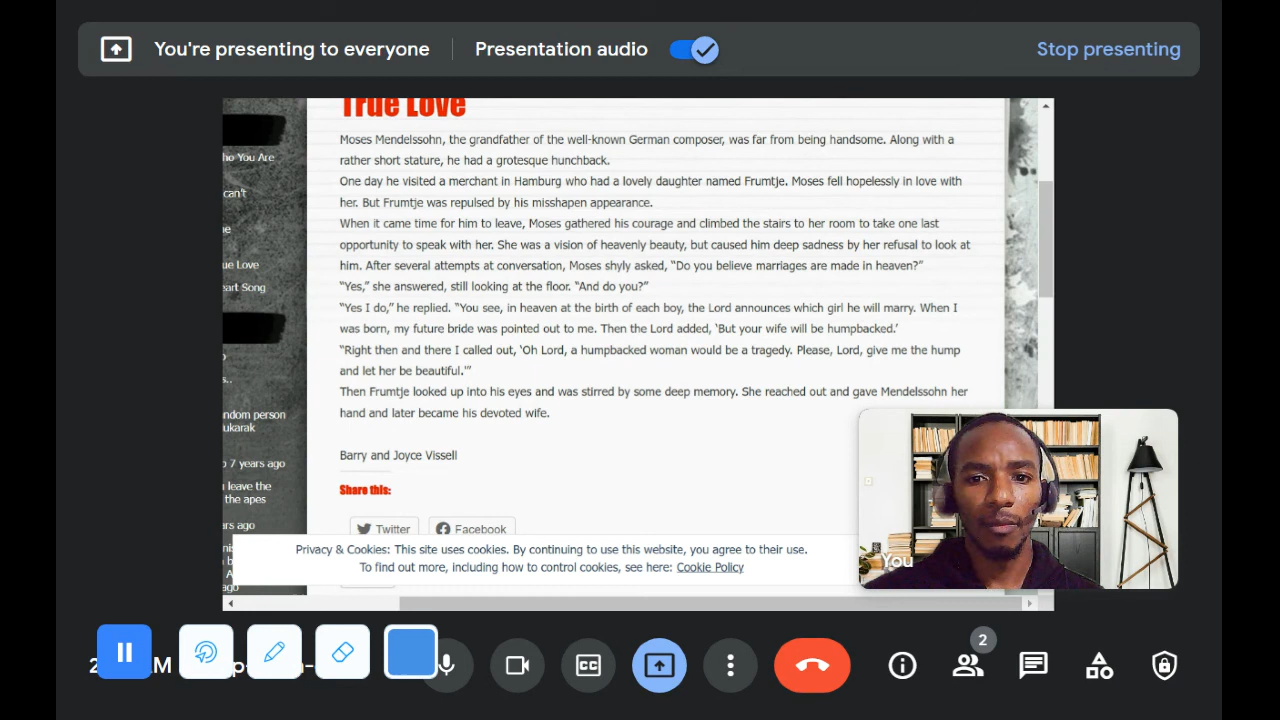 You're presenting to everyone
Presentation audio
Stop presenting
True Love
Moses Mendelssohn, the grandfather of the well-known German composer, was far from being handsome. Along with a
rather short stature, he had a grotesque hunchback.
One day he visited a merchant in Hamburg who had a lovely daughter named Frumtje. Moses fell hopelessly in love with
her. But Frumtje was repulsed by his misshapen appearance.
When it came time for him to leave, Moses gathered his courage and climbed the stairs to her room to take one last
opportunity to speak with her. She was a vision of heavenly beauty, but caused him deep sadness by her refusal to look at
him. After several attempts at conversation, Moses shyly asked, “Do you believe marriages are made in heaven?”
“Yes,” she answered, still looking at the floor. “And do you?”
“Yes I do,” he replied. “You see, in heaven at the birth of each boy, the Lord announces which girl he will marry. When I
was born, my future bride was pointed out to me. Then the Lord added, ‘But your wife will be humpbacked.’
“Right then and there I called out, ‘Oh Lord, a humpbacked woman would be a tragedy. Please, Lord, give me the hump
and let her be beautiful.’”
Then Frumtje looked up into his eyes and was stirred by some deep memory. She reached out and gave Mendelssohn her
hand and later became his devoted wife.
Barry and Joyce Vissell
Share this:
Twitter
Facebook
Privacy & Cookies: This site uses cookies. By continuing to use this website, you agree to their use.
To find out more, including how to control cookies, see here: Cookie Policy
ho You Are
can't
ue Love
eart Song
ndom person
ukarak
7 years ago
leave the
the apes
ars ago
ago
You
CC
2